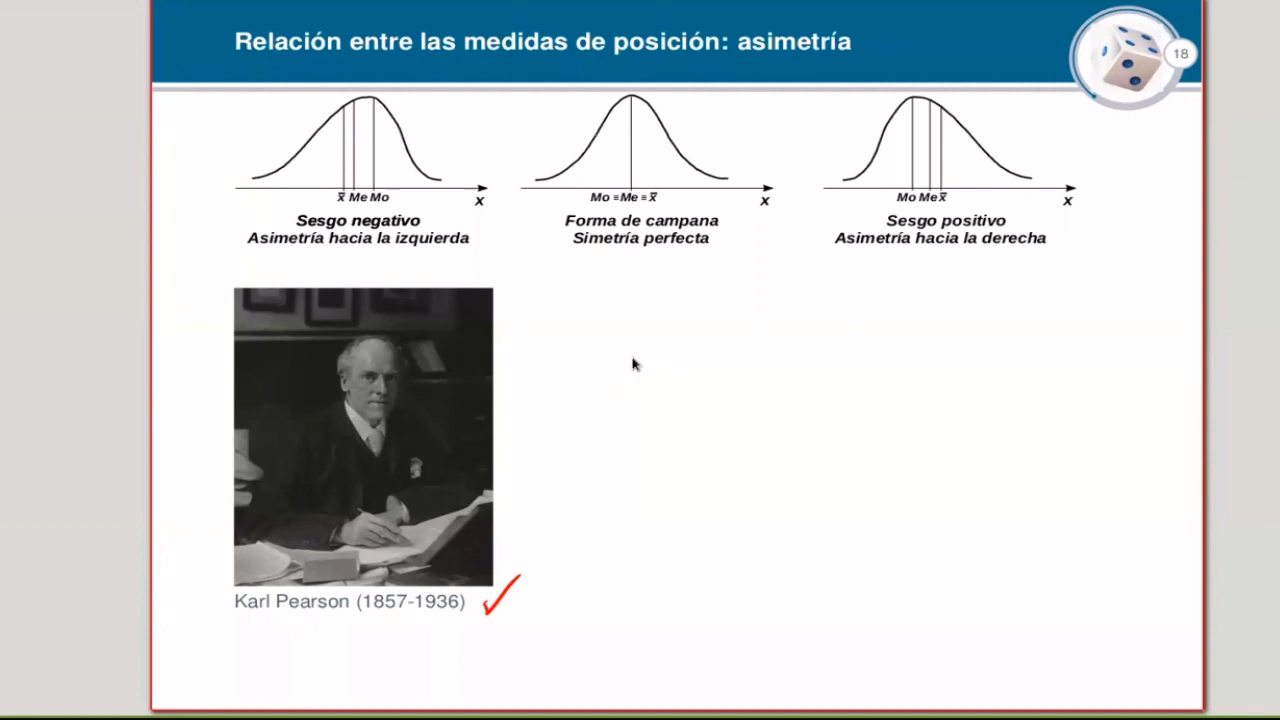 Relación entre las medidas de posición: asimetría
18
x̅ Me Mo
x
Sesgo negativo
Asimetría hacia la izquierda
Mo ≡Me ≡ x̅
x
Forma de campana
Simetría perfecta
Mo Me x̅
x
Sesgo positivo
Asimetría hacia la derecha
Karl Pearson (1857-1936)